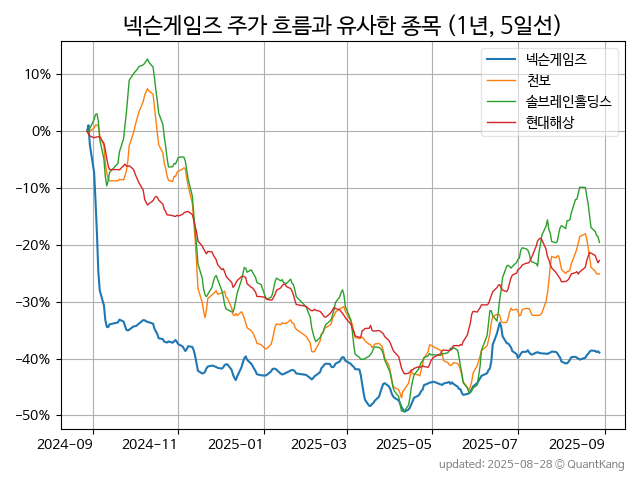 넥슨게임즈 주가 흐름과 유사한 종목 (1년, 5일선)
넥슨게임즈
천보
솔브레인홀딩스
현대해상
10%
0%
−10%
−20%
−30%
−40%
−50%
2024-09
2024-11
2025-01
2025-03
2025-05
2025-07
2025-09
updated: 2025-08-28 © QuantKang